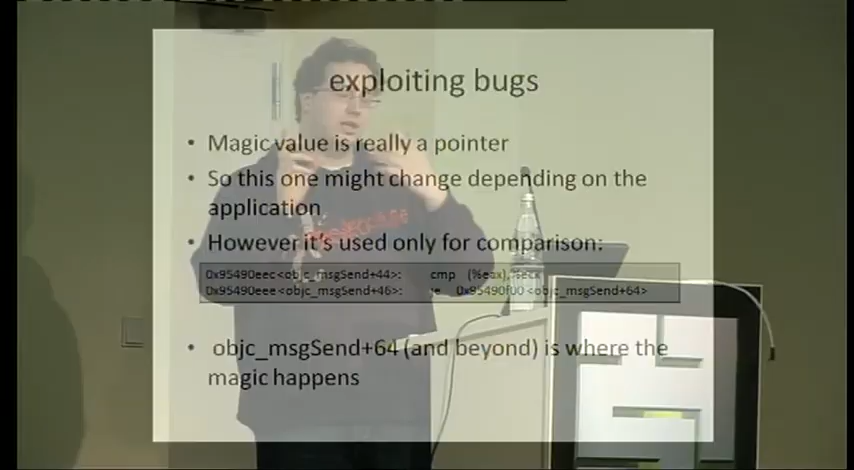 exploiting bugs
• Magic value is really a pointer
• So this one might change depending on the
application
• However it's used only for comparison:
0x95490eec<objc_msgSend+44>: cmp (%eax),%ecx
0x95490eee<objc_msgSend+46>: 0x95490f00 <objc_msgSend+64>
• objc_msgSend+64 (and beyond) is where the
magic happens